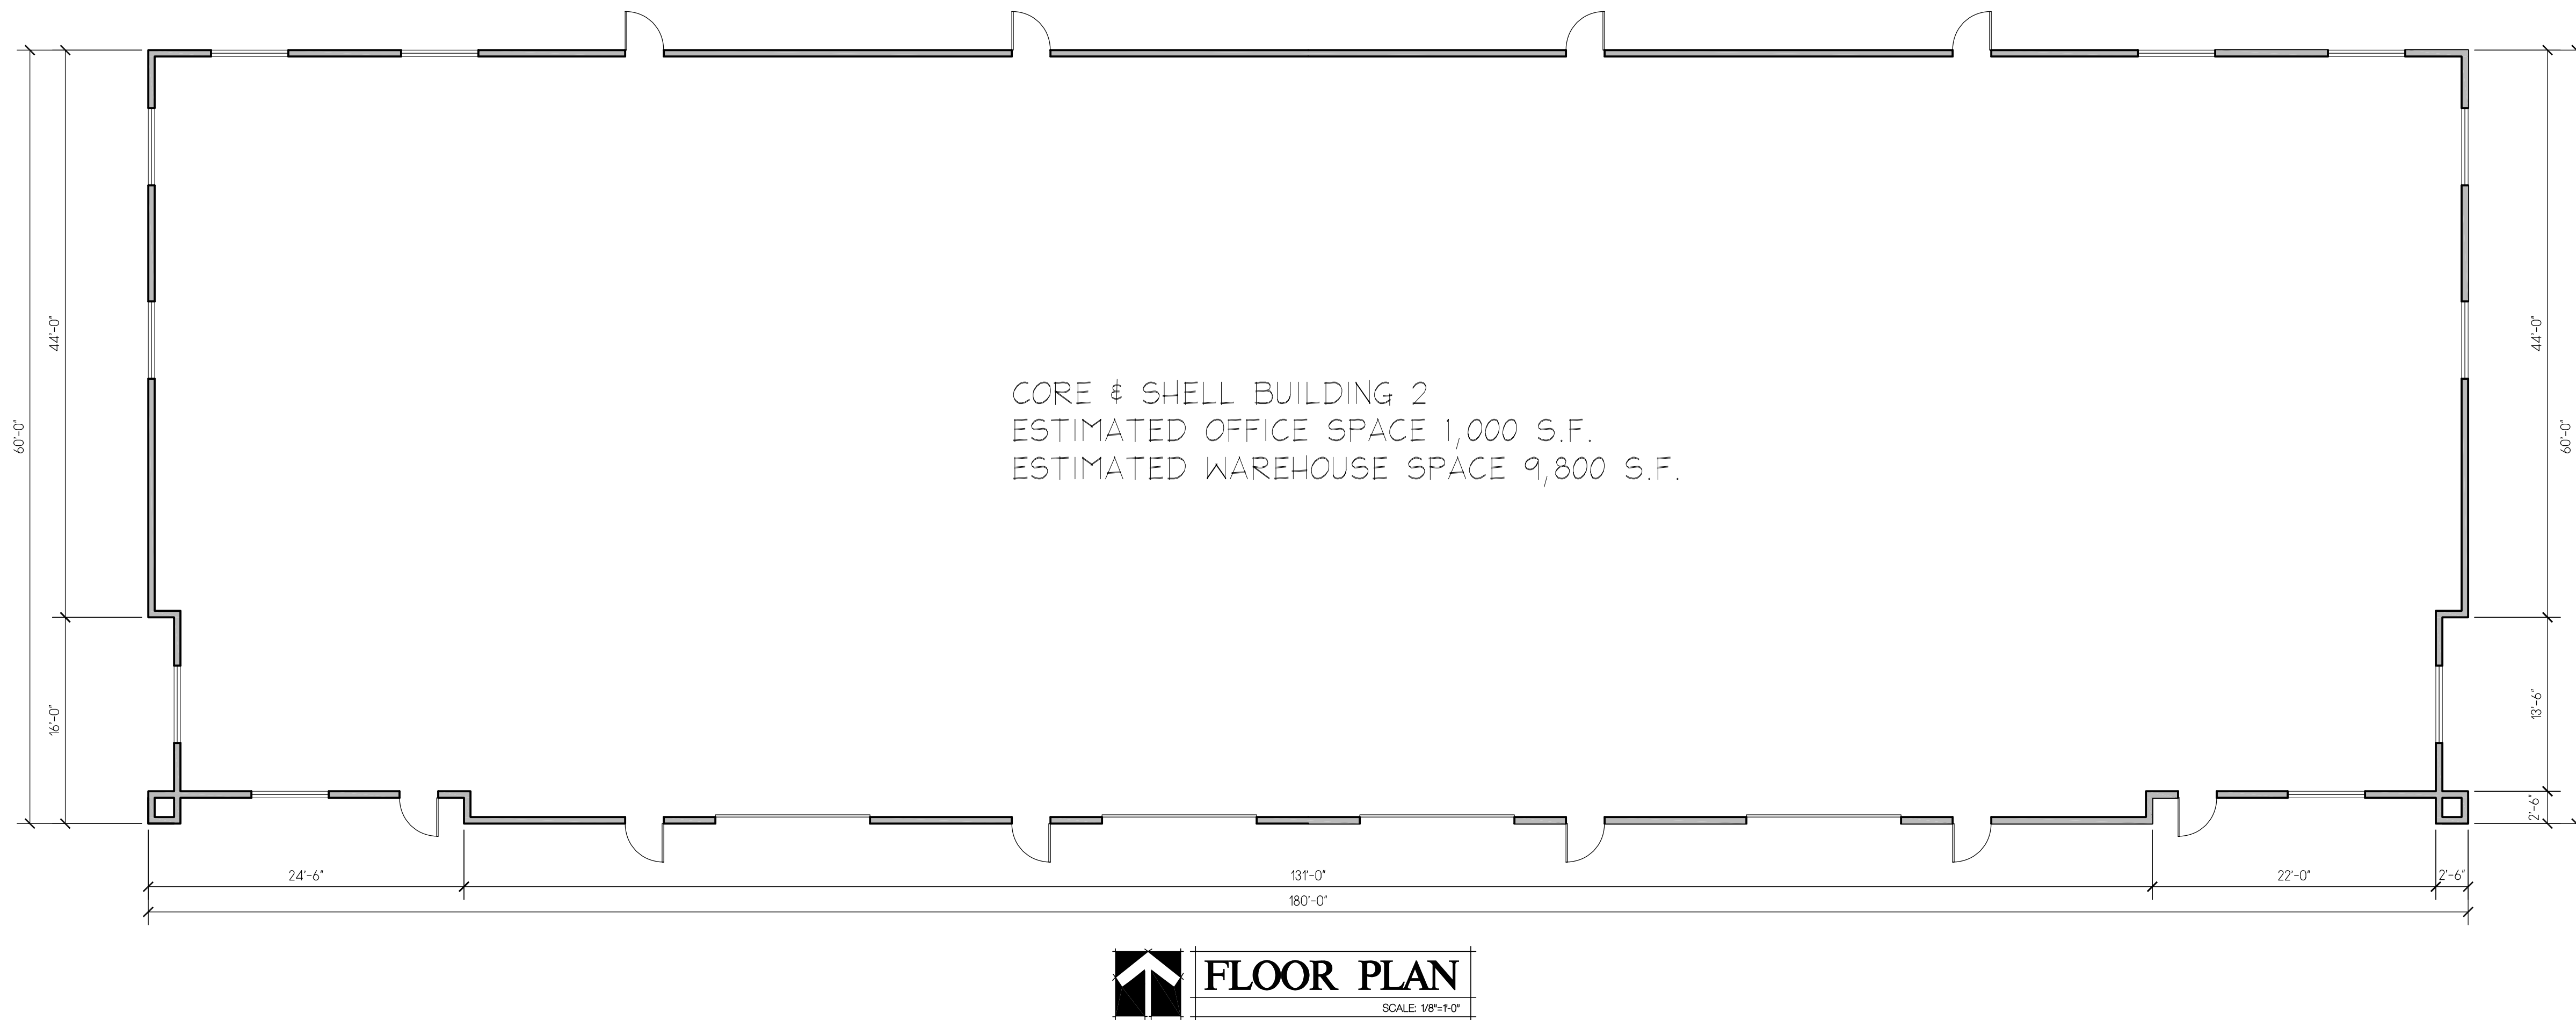 60'-0"
44'-0"
16'-0"
CORE & SHELL BUILDING 2
ESTIMATED OFFICE SPACE 1,000 S.F.
ESTIMATED WAREHOUSE SPACE 9,800 S.F.
44'-0"
60'-0"
13'-6"
2'-6"
24'-6"
131'-0"
22'-0"
2'-6"
180'-0"
FLOOR PLAN
SCALE: 1/8"=1'-0"